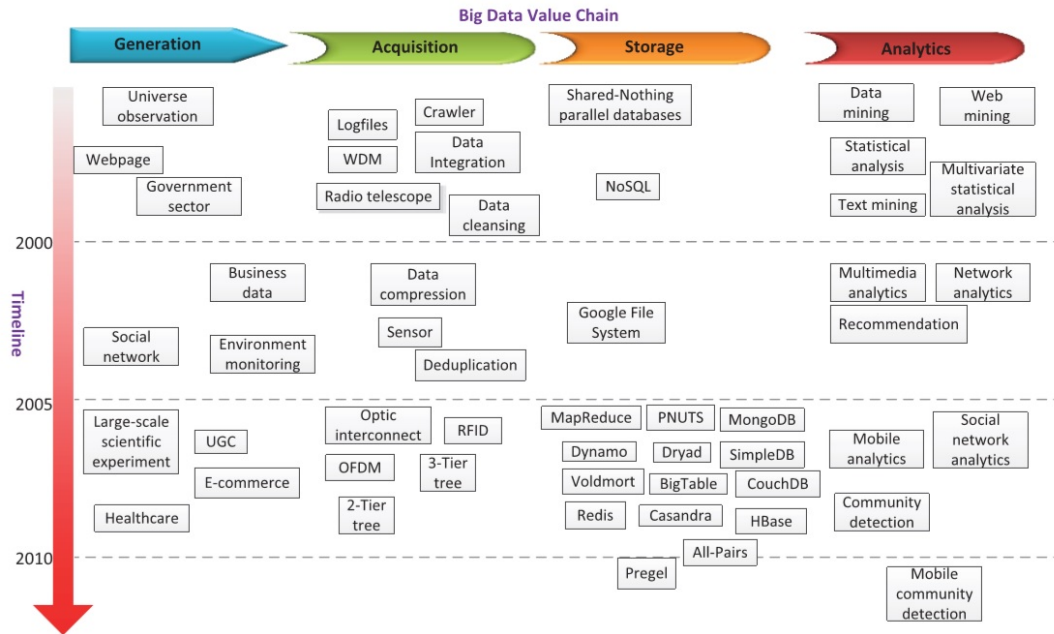 Big Data Value Chain
Generation
Acquisition
Storage
Analytics
Timeline
Universe
observation
Webpage
Government
sector
Logfiles
Crawler
WDM
Data
Integration
Radio telescope
Data
cleansing
Shared-Nothing
parallel databases
NoSQL
Data
mining
Web
mining
Statistical
analysis
Multivariate
statistical
analysis
Text mining
2000
Business
data
Social
network
Environment
monitoring
Data
compression
Sensor
Deduplication
Google File
System
Multimedia
analytics
Network
analytics
Recommendation
2005
Large-scale
scientific
experiment
UGC
E-commerce
Healthcare
Optic
interconnect
RFID
OFDM
3-Tier
tree
2-Tier
tree
MapReduce
PNUTS
MongoDB
Dynamo
Dryad
SimpleDB
Voldmort
BigTable
CouchDB
Redis
Casandra
HBase
All-Pairs
Mobile
analytics
Social
network
analytics
Community
detection
2010
Pregel
Mobile
community
detection